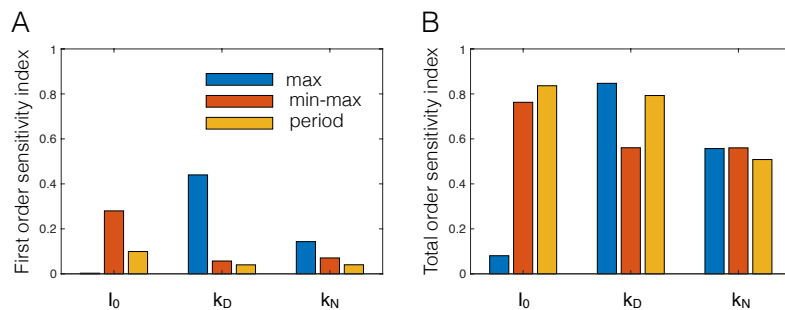 A
First order sensitivity index
1
0.8
0.6
0.4
0.2
0
max
min-max
period
I0
kD
kN
B
Total order sensitivity index
1
0.8
0.6
0.4
0.2
0
I0
kD
kN